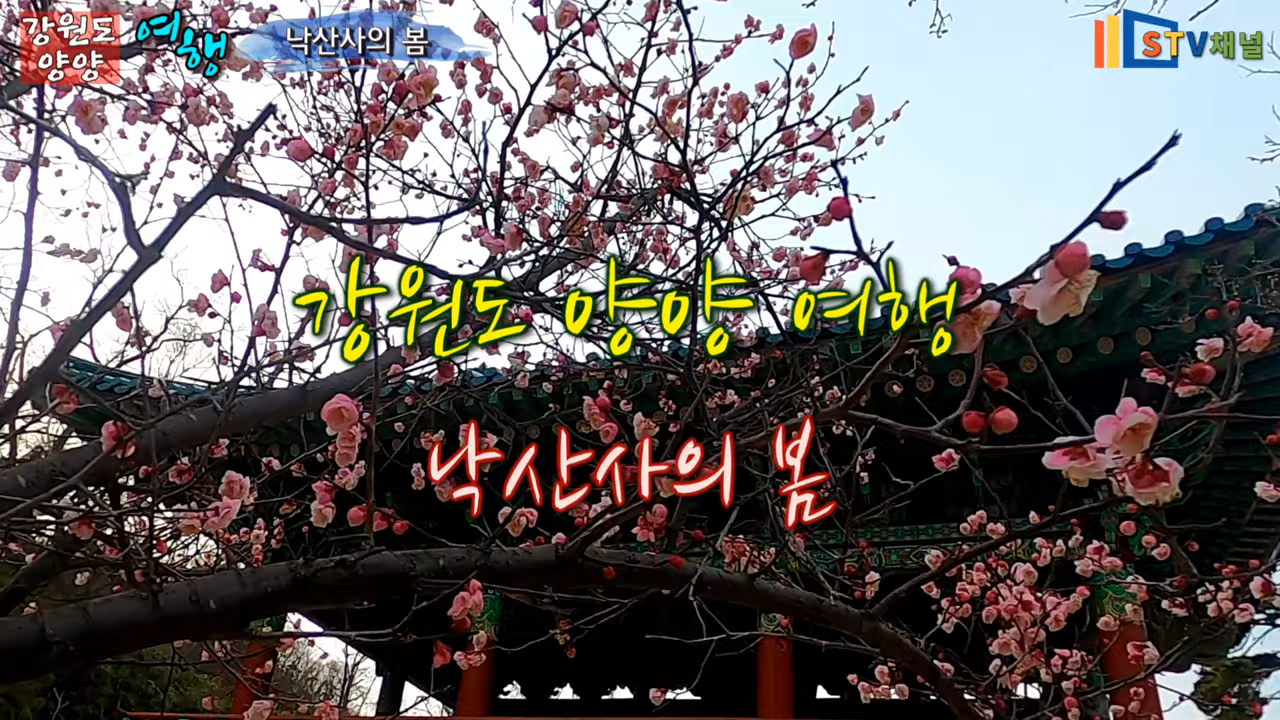 강원도
양양
여행
낙산사의 봄
STV채널
강원도 양양 여행
낙산사의 봄